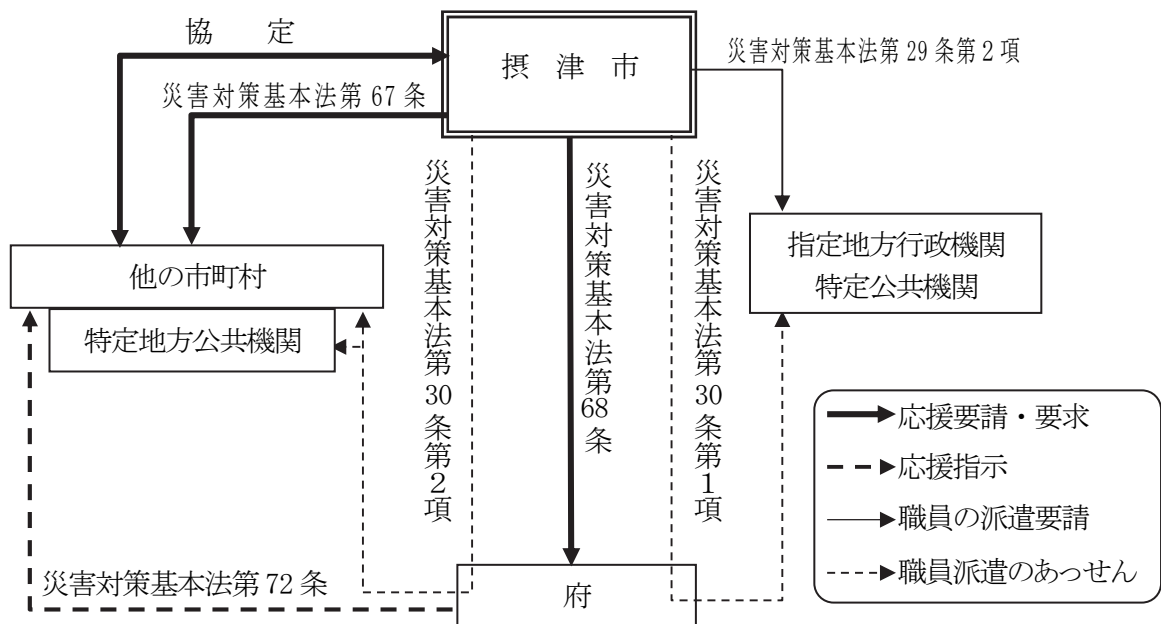 協　定
摂 津 市
災害対策基本法第 29 条第 2 項
災害対策基本法第 67 条
災害対策基本法第30条第2項
災害対策基本法第68条
災害対策基本法第30条第1項
他の市町村
特定地方公共機関
指定地方行政機関
特定公共機関
応援要請・要求
応援指示
職員の派遣要請
職員派遣のあっせん
災害対策基本法第 72 条
府